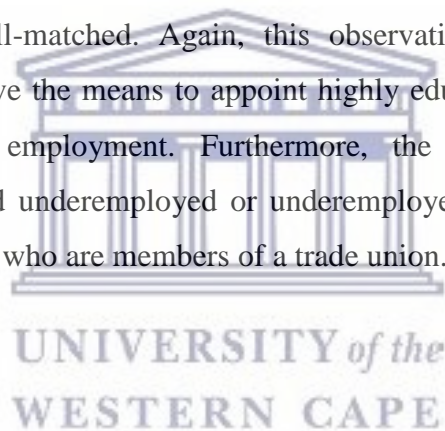 ll-matched. Again, this observati
ve the means to appoint highly edu
employment. Furthermore, the
d underemployed or underemploye
who are members of a trade union.
UNIVERSITY of the
WESTERN CAPE